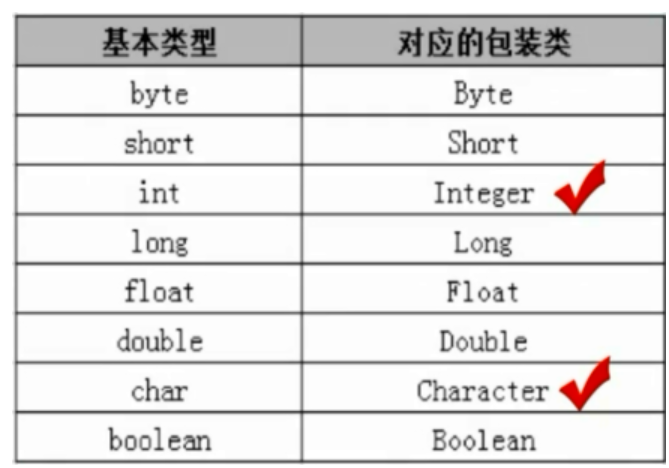 基本类型 对应的包装类
byte Byte
short Short
int Integer
long Long
float Float
double Double
char Character
boolean Boolean